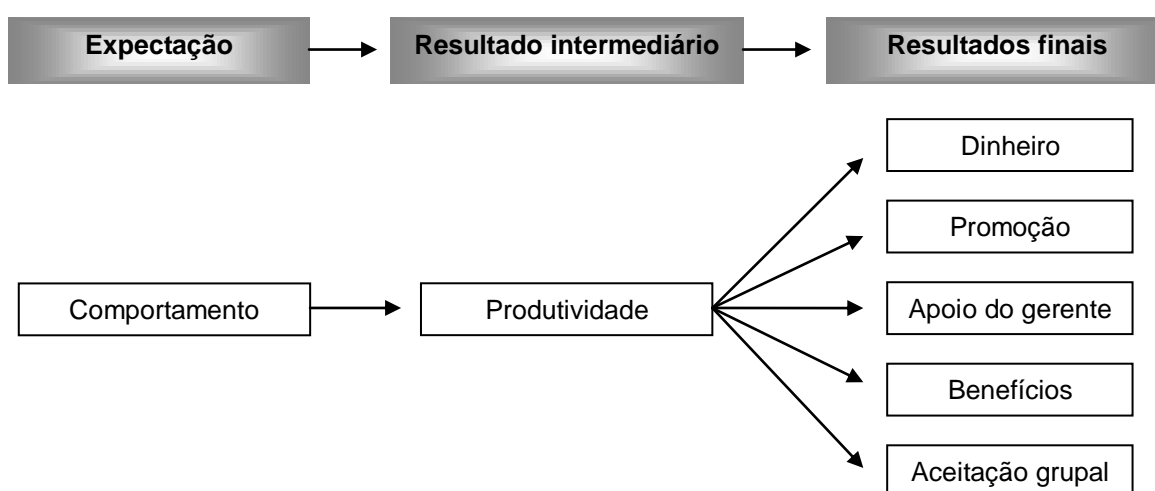 Expectação
Resultado intermediário
Resultados finais
Dinheiro
Promoção
Comportamento
Produtividade
Apoio do gerente
Benefícios
Aceitação grupal